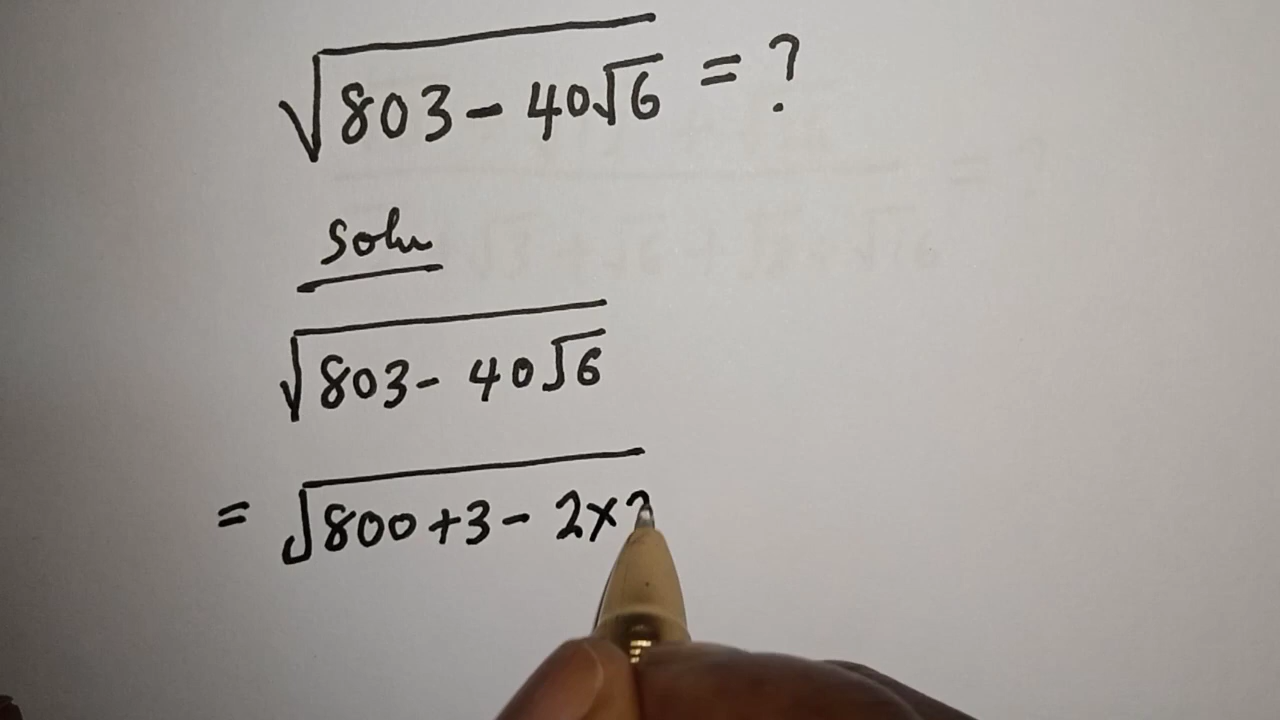 √803 - 40√6 = ?
Soln
√803 - 40√6
= √800 + 3 - 2 ×